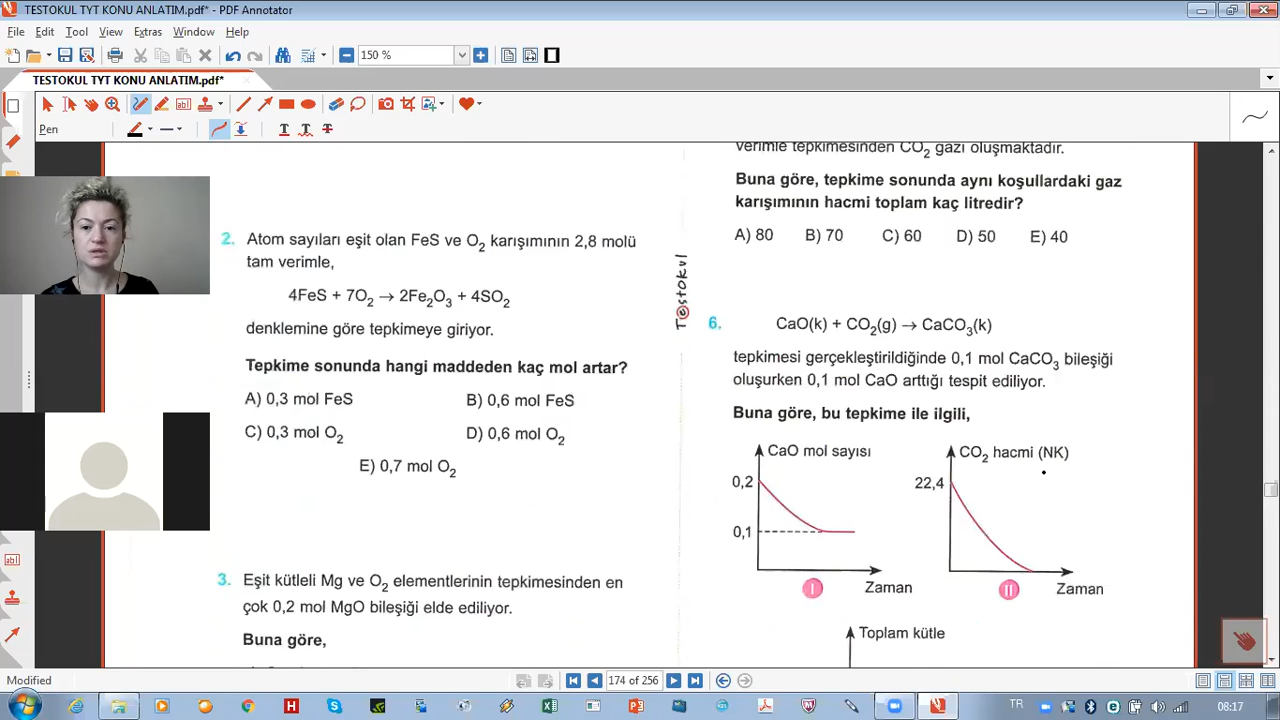 TESTOKUL TYT KONU ANLATIM.pdf* - PDF Annotator
File Edit Tool View Extras Window Help
150 %
TESTOKUL TYT KONU ANLATIM.pdf*
Pen
verimle tepkimesinden CO2 gazı oluşmaktadır.
Buna göre, tepkime sonunda aynı koşullardaki gaz
karışımının hacmi toplam kaç litredir?
A) 80 B) 70 C) 60 D) 50 E) 40
2. Atom sayıları eşit olan FeS ve O2 karışımının 2,8 molü
tam verimle,
4FeS + 7O2 → 2Fe2O3 + 4SO2
denklemine göre tepkimeye giriyor.
Tepkime sonunda hangi maddeden kaç mol artar?
A) 0,3 mol FeS B) 0,6 mol FeS
C) 0,3 mol O2 D) 0,6 mol O2
E) 0,7 mol O2
3. Eşit kütleli Mg ve O2 elementlerinin tepkimesinden en
çok 0,2 mol MgO bileşiği elde ediliyor.
Buna göre,
Testokul
6. CaO(k) + CO2(g) → CaCO3(k)
tepkimesi gerçekleştirildiğinde 0,1 mol CaCO3 bileşiği
oluşurken 0,1 mol CaO arttığı tespit ediliyor.
Buna göre, bu tepkime ile ilgili,
CaO mol sayısı
0,2
0,1
Zaman
I
CO2 hacmi (NK)
22,4
Zaman
II
Toplam kütle
Modified
174 of 256
TR
08:17